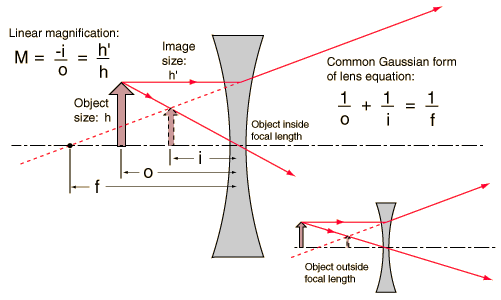 Linear magnification:
M = -i/o = h'/h
Image
size:
h'
Object
size: h
Common Gaussian form
of lens equation:
1/o + 1/i = 1/f
Object inside
focal length
i
o
f
Object outside
focal length